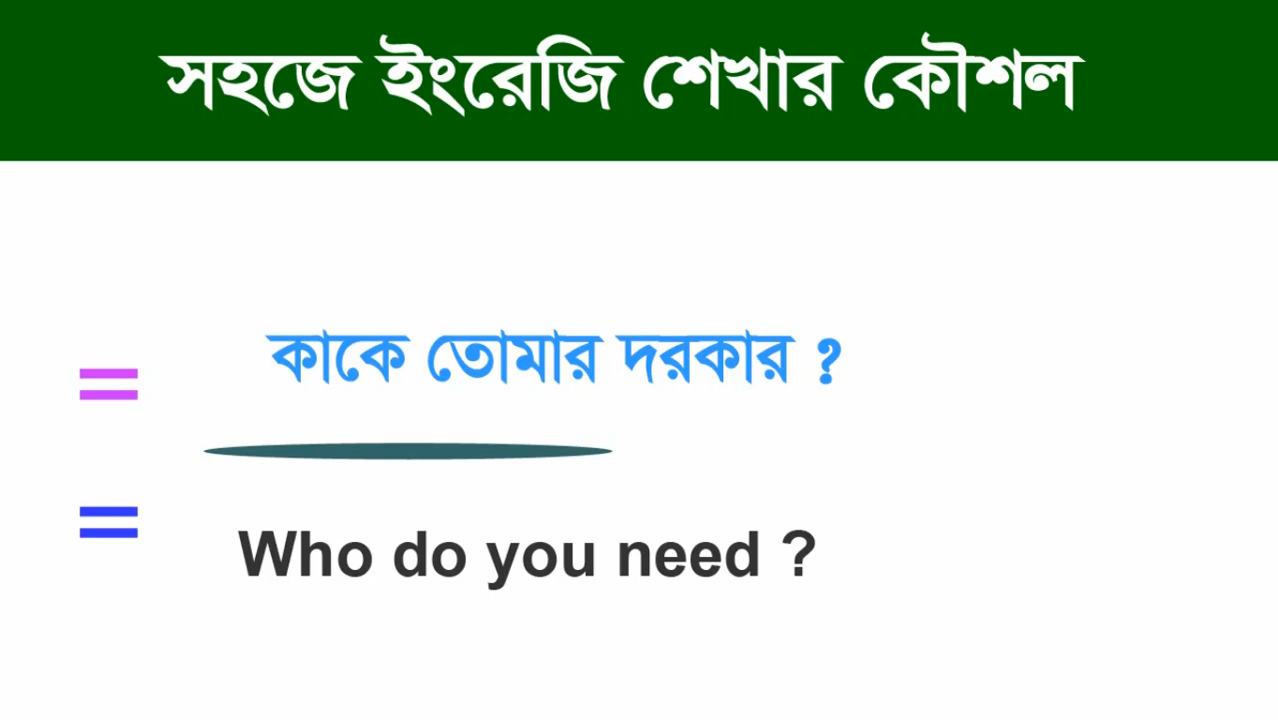 সহজে ইংরেজি শেখার কৌশল
= কাকে তোমার দরকার ?
= Who do you need ?